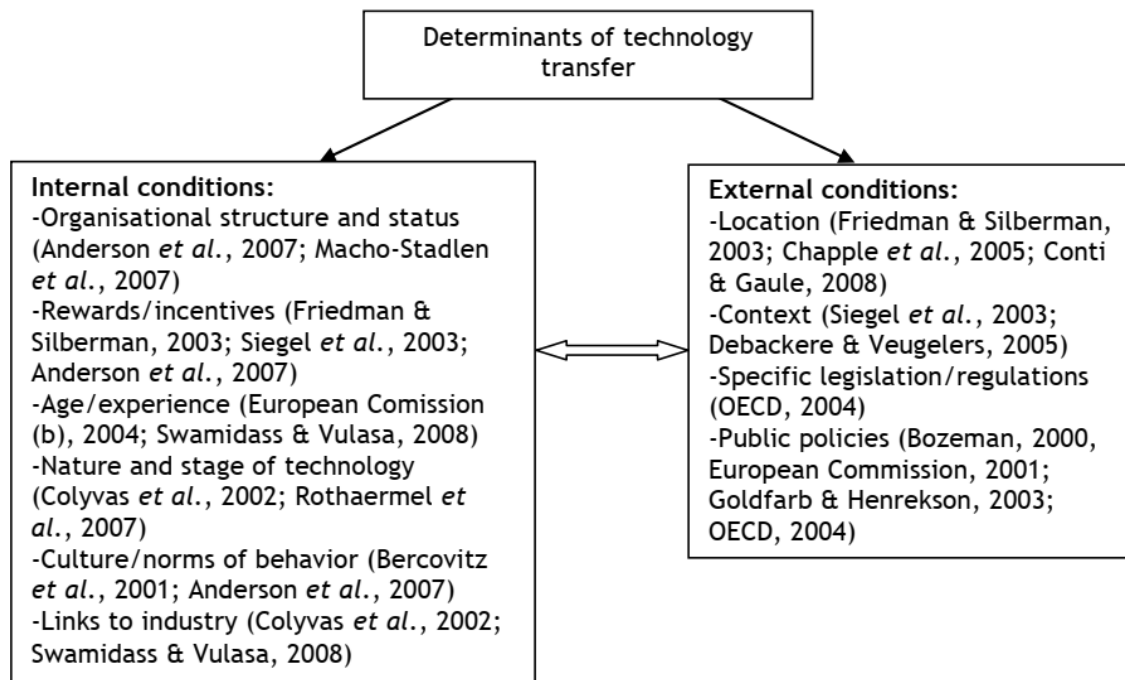 Determinants of technology
transfer
Internal conditions:
-Organisational structure and status
(Anderson et al., 2007; Macho-Stadlen
et al., 2007)
-Rewards/incentives (Friedman &
Silberman, 2003; Siegel et al., 2003;
Anderson et al., 2007)
-Age/experience (European Comission
(b), 2004; Swamidass & Vulasa, 2008)
-Nature and stage of technology
(Colyvas et al., 2002; Rothaermel et
al., 2007)
-Culture/norms of behavior (Bercovitz
et al., 2001; Anderson et al., 2007)
-Links to industry (Colyvas et al., 2002;
Swamidass & Vulasa, 2008)
External conditions:
-Location (Friedman & Silberman,
2003; Chapple et al., 2005; Conti
& Gaule, 2008)
-Context (Siegel et al., 2003;
Debackere & Veugelers, 2005)
-Specific legislation/regulations
(OECD, 2004)
-Public policies (Bozeman, 2000,
European Commission, 2001;
Goldfarb & Henrekson, 2003;
OECD, 2004)